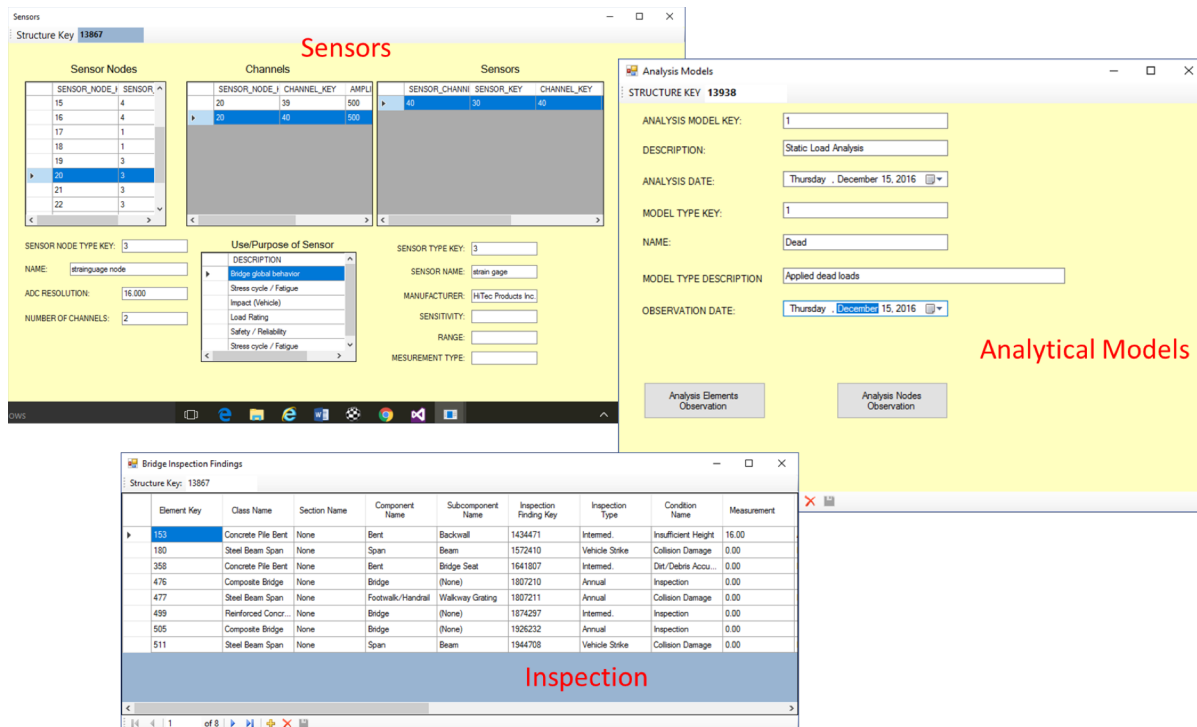 Sensors
Structure Key 13867
Sensors
Sensor Nodes Channels Sensors
SENSOR_NODE_K SENSOR_
15 4
16 4
17 1
18 1
19 3
20 3
21 3
22 3
SENSOR_NODE_K CHANNEL_KEY AMPLI
20 39 500
20 40 500
SENSOR_CHANNI SENSOR_KEY CHANNEL_KEY
40 30 40
SENSOR NODE TYPE KEY: 3
NAME: strainguage node
ADC RESOLUTION: 16.000
NUMBER OF CHANNELS: 2
Use/Purpose of Sensor
DESCRIPTION
Bridge global behavior
Stress cycle / Fatigue
Impact (Vehicle)
Load Rating
Safety / Reliability
Stress cycle / Fatigue
SENSOR TYPE KEY: 3
SENSOR NAME: strain gage
MANUFACTURER: HiTec Products Inc.
SENSITIVITY:
RANGE:
MESUREMENT TYPE:
ows
Analysis Models
STRUCTURE KEY 13938
ANALYSIS MODEL KEY: 1
DESCRIPTION: Static Load Analysis
ANALYSIS DATE: Thursday , December 15, 2016
MODEL TYPE KEY: 1
NAME: Dead
MODEL TYPE DESCRIPTION Applied dead loads
OBSERVATION DATE: Thursday , December 15, 2016
Analytical Models
Analysis Elements
Observation
Analysis Nodes
Observation
Bridge Inspection Findings
Structure Key: 13867
Element Key Class Name Section Name Component Name Subcomponent Name Inspection Finding Key Inspection Type Condition Name Measurement
153 Concrete Pile Bent None Bent Backwall 1434471 Intermed. Insufficient Height 16.00
180 Steel Beam Span None Span Beam 1572410 Vehicle Strike Collision Damage 0.00
358 Concrete Pile Bent None Bent Bridge Seat 1641807 Intermed. Dirt/Debris Accu... 0.00
476 Composite Bridge None Bridge (None) 1807210 Annual Inspection 0.00
477 Steel Beam Span None Footwalk/Handrail Walkway Grating 1807211 Annual Collision Damage 0.00
499 Reinforced Concr... None Bridge (None) 1874297 Intermed. Inspection 0.00
505 Composite Bridge None Bridge (None) 1926232 Annual Inspection 0.00
511 Steel Beam Span None Span Beam 1944708 Vehicle Strike Collision Damage 0.00
Inspection
1 of 8